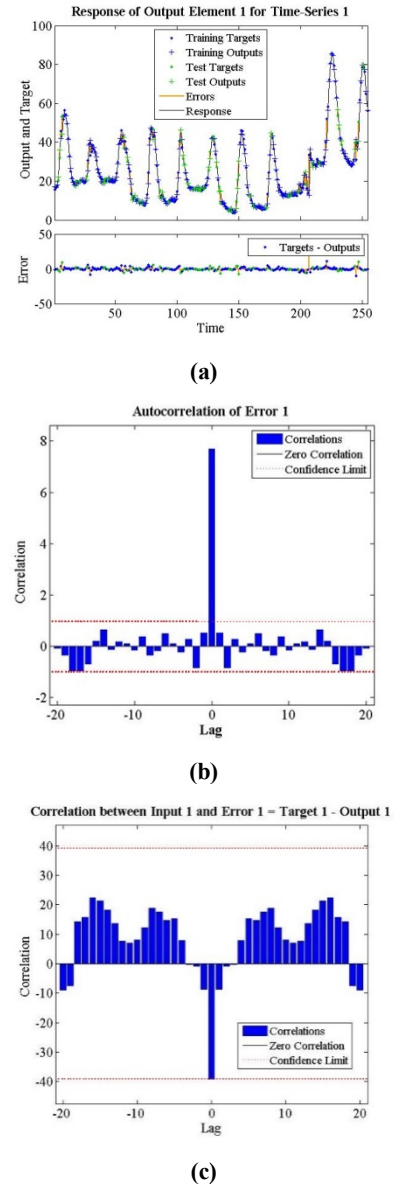 Response of Output Element 1 for Time-Series 1
100
80
60
40
20
0
Output and Target
Training Targets
Training Outputs
Test Targets
Test Outputs
Errors
Response
50
0
-50
Error
Targets - Outputs
50 100 150 200 250
Time
(a)
Autocorrelation of Error 1
8
6
4
2
0
-2
Correlation
Correlations
Zero Correlation
Confidence Limit
-20 -10 0 10 20
Lag
(b)
Correlation between Input 1 and Error 1 = Target 1 - Output 1
40
30
20
10
0
-10
-20
-30
-40
Correlation
Correlations
Zero Correlation
Confidence Limit
-20 -10 0 10 20
Lag
(c)